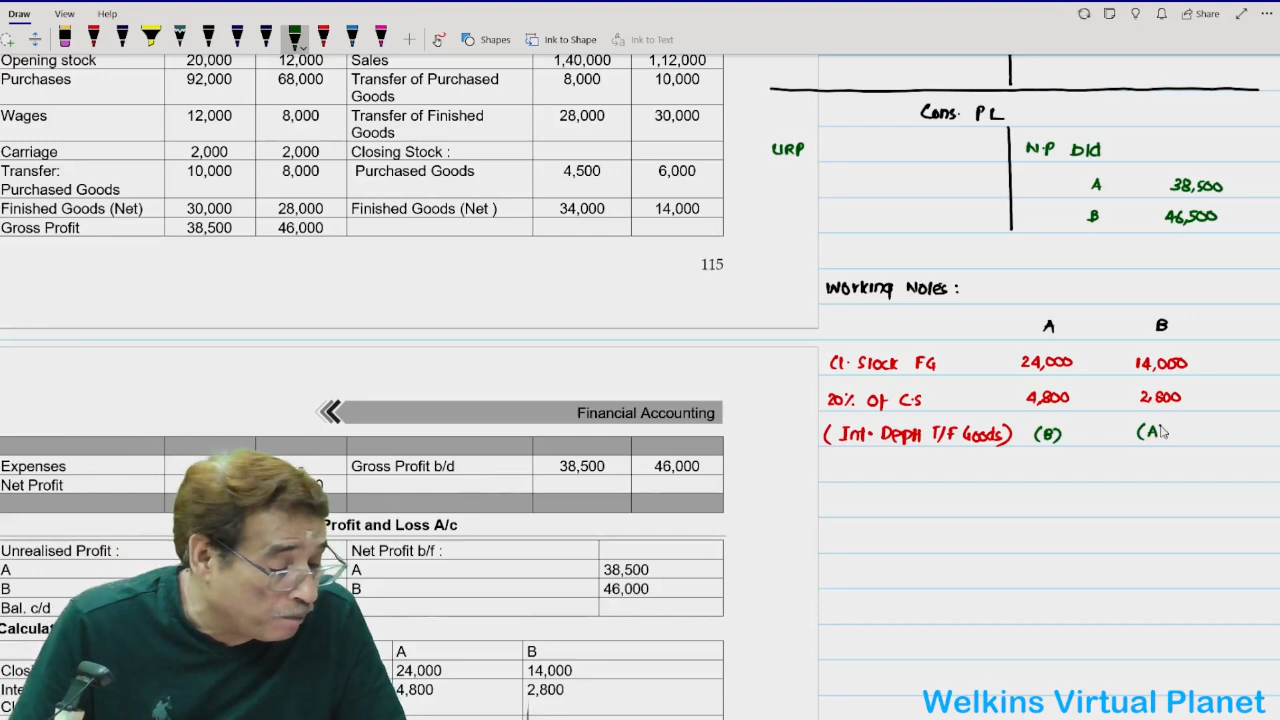 Draw View Help Share
Shapes Ink to Shape Ink to Text
Opening stock 20,000 12,000 Sales 1,40,000 1,12,000
Purchases 92,000 68,000 Transfer of Purchased Goods 8,000 10,000
Wages 12,000 8,000 Transfer of Finished Goods 28,000 30,000
Carriage 2,000 2,000 Closing Stock :
Transfer: Purchased Goods 10,000 8,000 Purchased Goods 4,500 6,000
Finished Goods (Net) 30,000 28,000 Finished Goods (Net ) 34,000 14,000
Gross Profit 38,500 46,000
115
Financial Accounting
Expenses Gross Profit b/d 38,500 46,000
Net Profit
Profit and Loss A/c
Unrealised Profit : Net Profit b/f :
A A 38,500
B B 46,000
Bal. c/d
A B
24,000 14,000
4,800 2,800
Cons. PL
URP N.P b/d
A 38,500
B 46,500
Working Notes :
A B
Cl. Stock FG 24,000 14,000
20% of C.S 4,800 2,800
( Int. Deptt T/F Goods) (B) (A
Welkins Virtual Planet